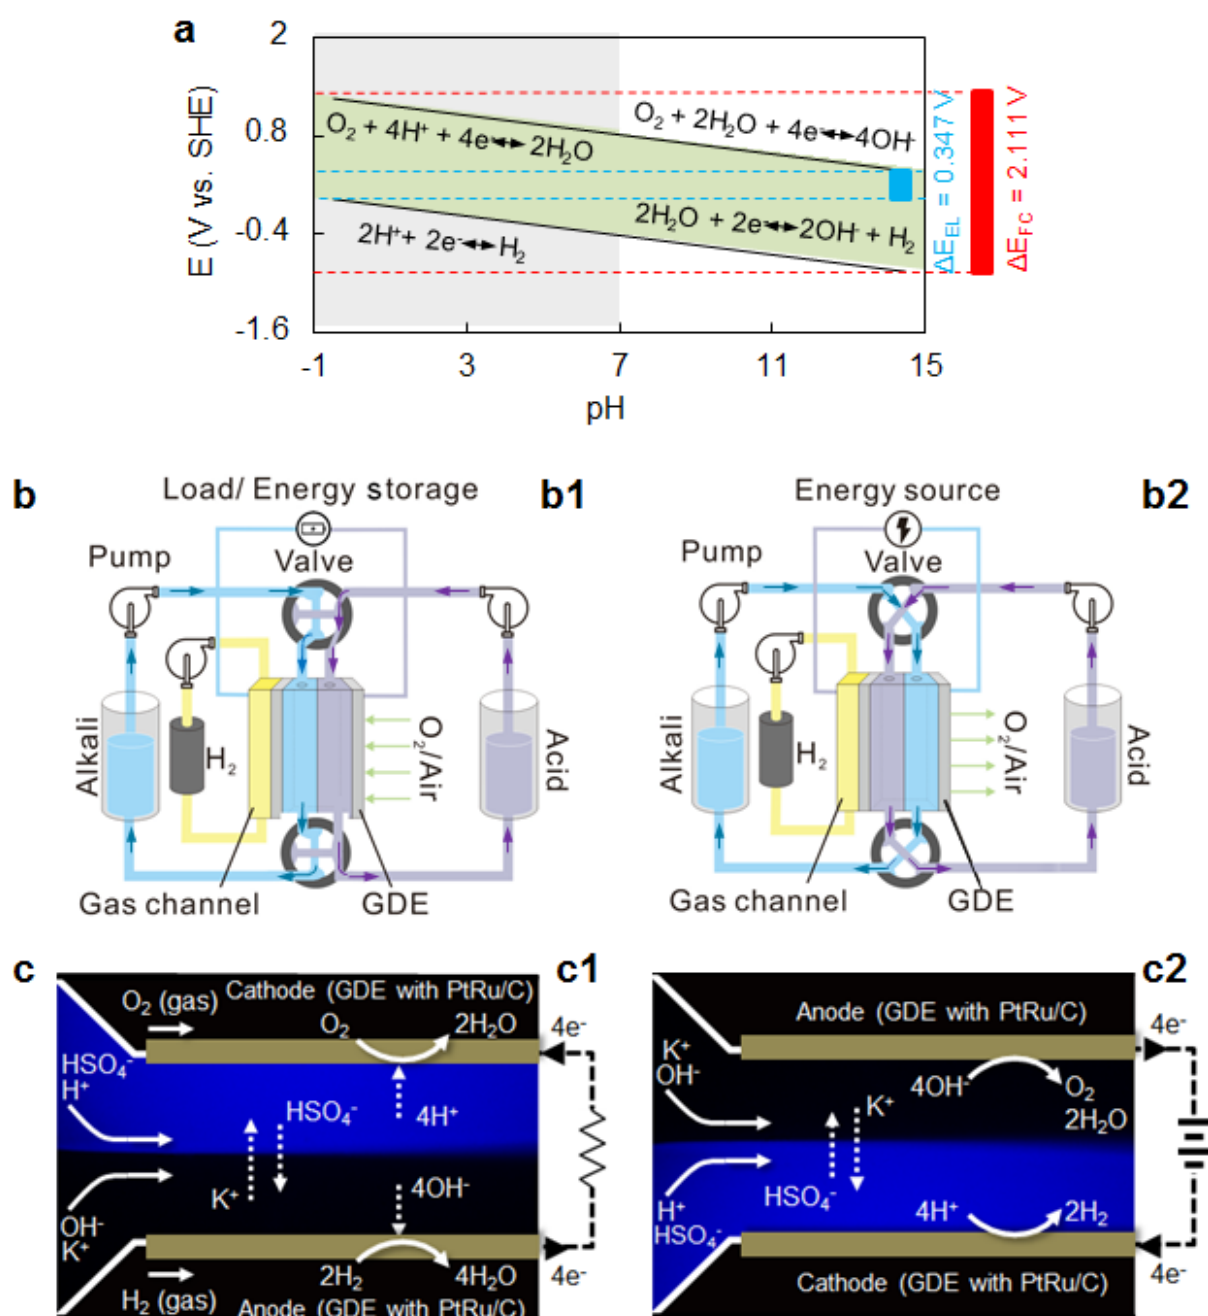 a
2
0.8
-0.4
-1.6
E (V vs. SHE)
O₂ + 4H⁺ + 4e⁻↔2H₂O
O₂ + 2H₂O + 4e⁻↔4OH⁻
2H⁺+ 2e⁻↔H₂
2H₂O + 2e⁻↔2OH⁻ + H₂
ΔE_EL = 0.347 V
ΔE_FC = 2.111 V
-1 3 7 11 15
pH
b
Load/ Energy storage
b1
Pump
Valve
Alkali
H₂
O₂/Air
Acid
Gas channel
GDE
Energy source
b2
Pump
Valve
Alkali
H₂
O₂/Air
Acid
Gas channel
GDE
c
c1
O₂ (gas)
Cathode (GDE with PtRu/C)
O₂
2H₂O
4e⁻
HSO₄⁻
H⁺
HSO₄⁻
4H⁺
K⁺
4OH⁻
OH⁻
K⁺
2H₂
4H₂O
4e⁻
H₂ (gas)
Anode (GDE with PtRu/C)
c2
Anode (GDE with PtRu/C)
4e⁻
K⁺
OH⁻
4OH⁻
O₂
2H₂O
K⁺
HSO₄⁻
H⁺
HSO₄⁻
4H⁺
2H₂
4e⁻
Cathode (GDE with PtRu/C)